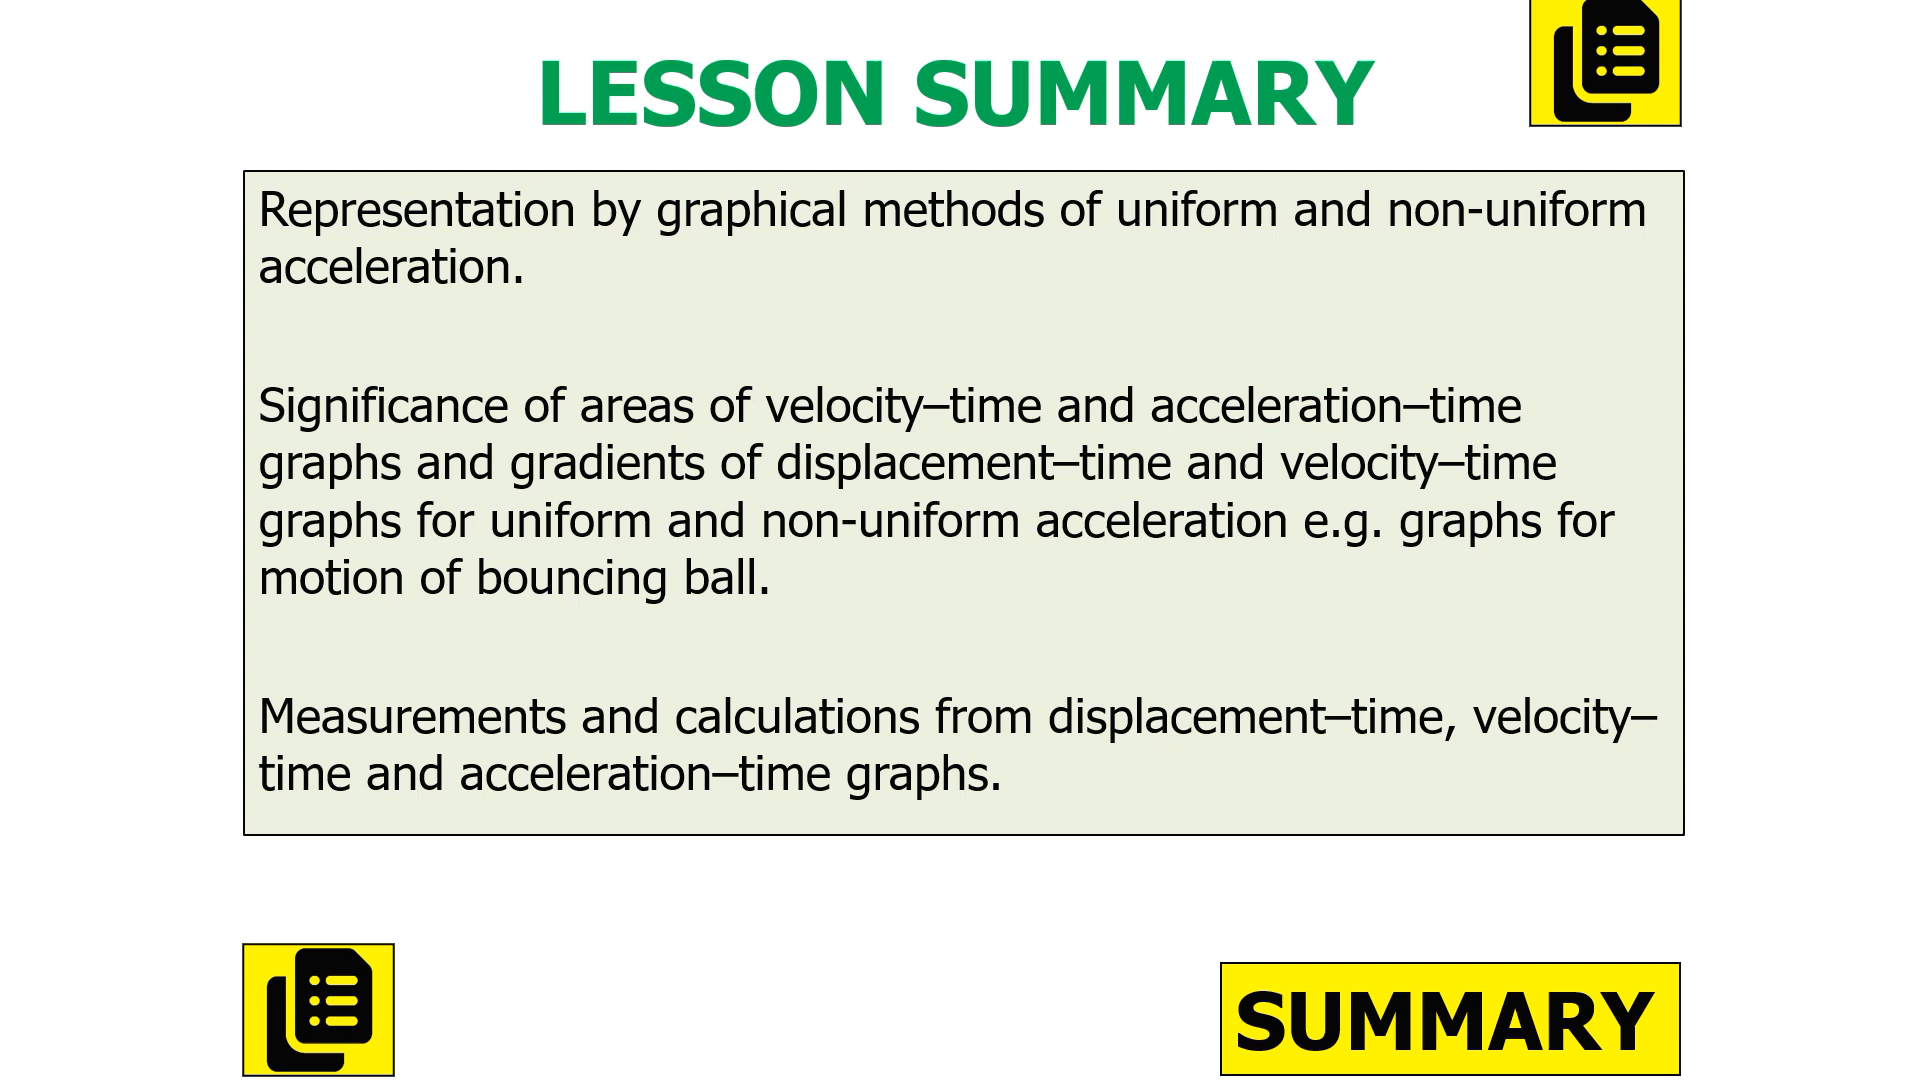 LESSON SUMMARY
Representation by graphical methods of uniform and non-uniform
acceleration.
Significance of areas of velocity–time and acceleration–time
graphs and gradients of displacement–time and velocity–time
graphs for uniform and non-uniform acceleration e.g. graphs for
motion of bouncing ball.
Measurements and calculations from displacement–time, velocity–
time and acceleration–time graphs.
SUMMARY